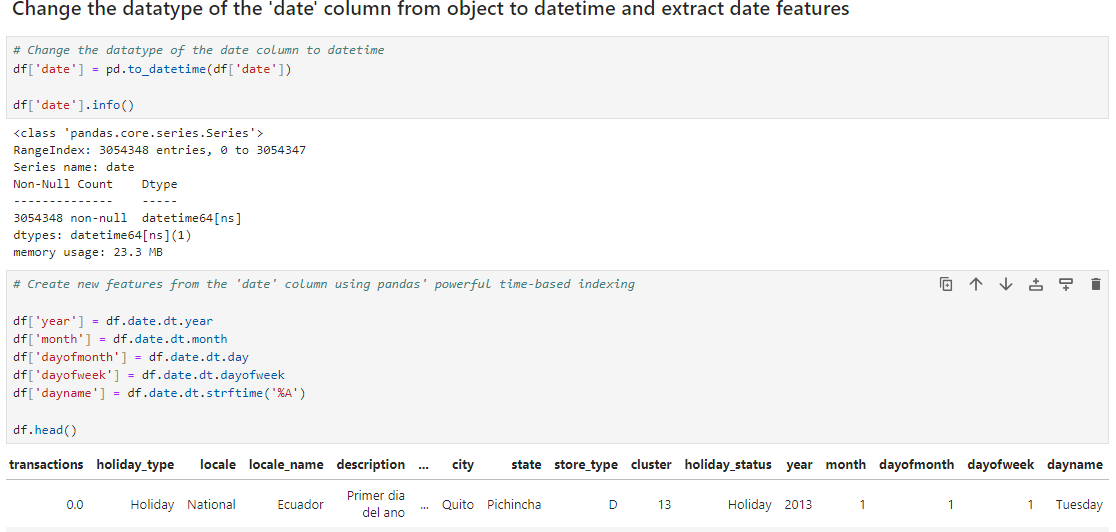 Change the datatype of the 'date' column from object to datetime and extract date features
# Change the datatype of the date column to datetime
df['date'] = pd.to_datetime(df['date'])
df['date'].info()
<class 'pandas.core.series.Series'>
RangeIndex: 3054348 entries, 0 to 3054347
Series name: date
Non-Null Count    Dtype
--------------    -----
3054348 non-null  datetime64[ns]
dtypes: datetime64[ns](1)
memory usage: 23.3 MB
# Create new features from the 'date' column using pandas' powerful time-based indexing
df['year'] = df.date.dt.year
df['month'] = df.date.dt.month
df['dayofmonth'] = df.date.dt.day
df['dayofweek'] = df.date.dt.dayofweek
df['dayname'] = df.date.dt.strftime('%A')
df.head()
transactions holiday_type locale locale_name description ... city state store_type cluster holiday_status year month dayofmonth dayofweek dayname
0.0 Holiday National Ecuador Primer dia del ano ... Quito Pichincha D 13 Holiday 2013 1 1 1 Tuesday